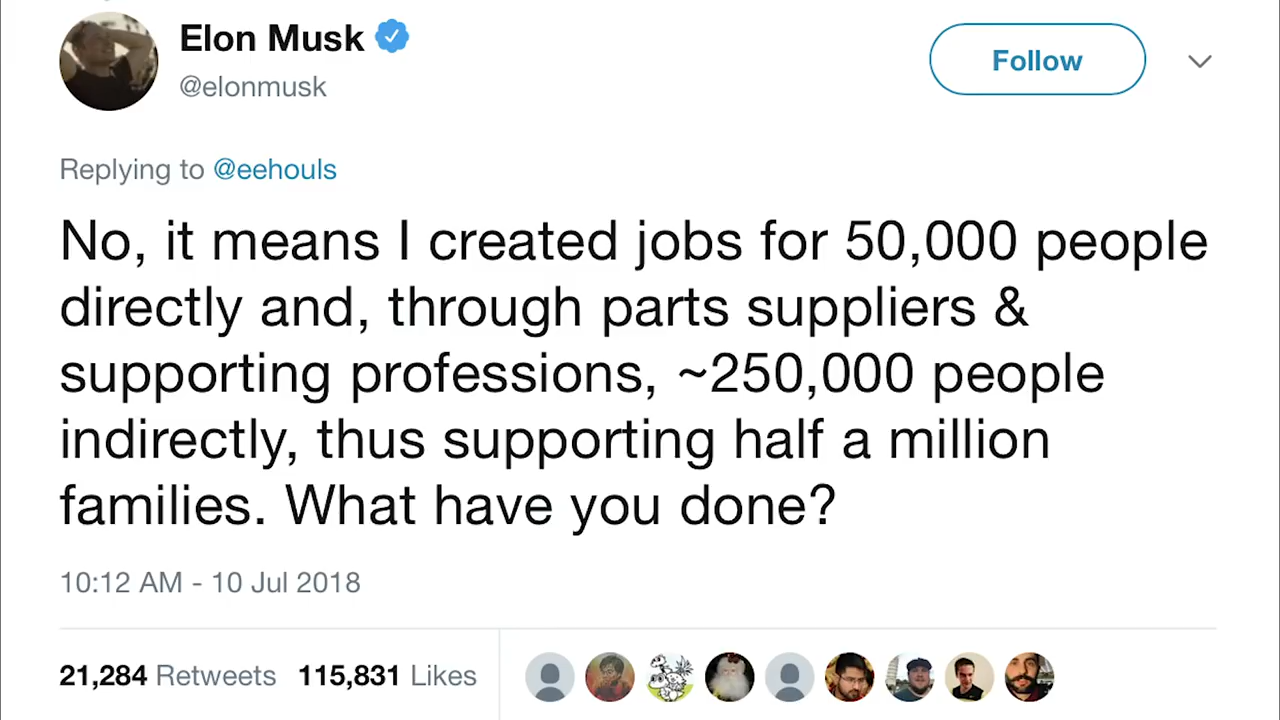 Elon Musk
@elonmusk
Follow
Replying to @eehouls
No, it means I created jobs for 50,000 people
directly and, through parts suppliers &
supporting professions, ~250,000 people
indirectly, thus supporting half a million
families. What have you done?
10:12 AM - 10 Jul 2018
21,284 Retweets 115,831 Likes